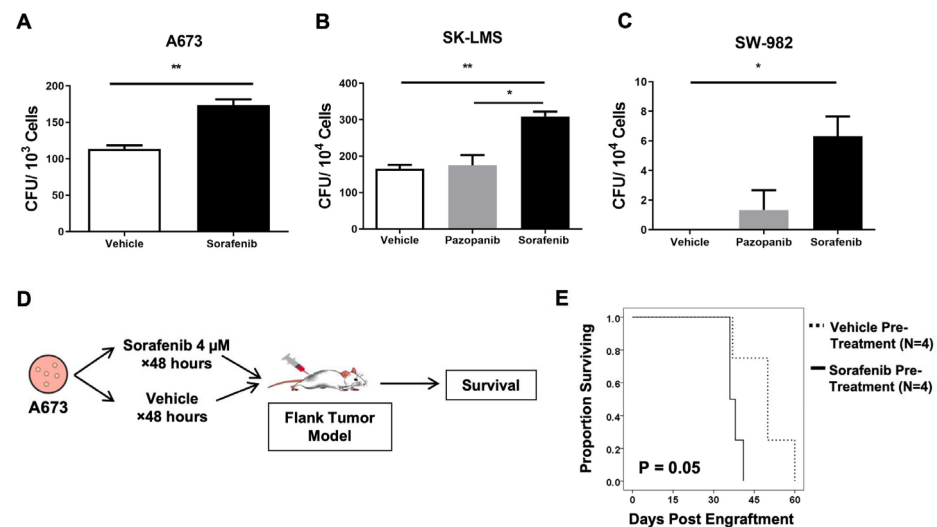 A
A673
**
CFU/ 10³ Cells
200
150
100
50
0
Vehicle
Sorafenib
B
SK-LMS
**
*
CFU/ 10⁴ Cells
400
300
200
100
0
Vehicle
Pazopanib
Sorafenib
C
SW-982
*
CFU/ 10⁴ Cells
8
6
4
2
0
Vehicle
Pazopanib
Sorafenib
D
A673
Sorafenib 4 μM
×48 hours
Vehicle
×48 hours
Flank Tumor
Model
Survival
E
Proportion Surviving
1.0
0.8
0.6
0.4
0.2
0.0
P = 0.05
0
15
30
45
60
Days Post Engraftment
Vehicle Pre-
Treatment (N=4)
Sorafenib Pre-
Treatment (N=4)